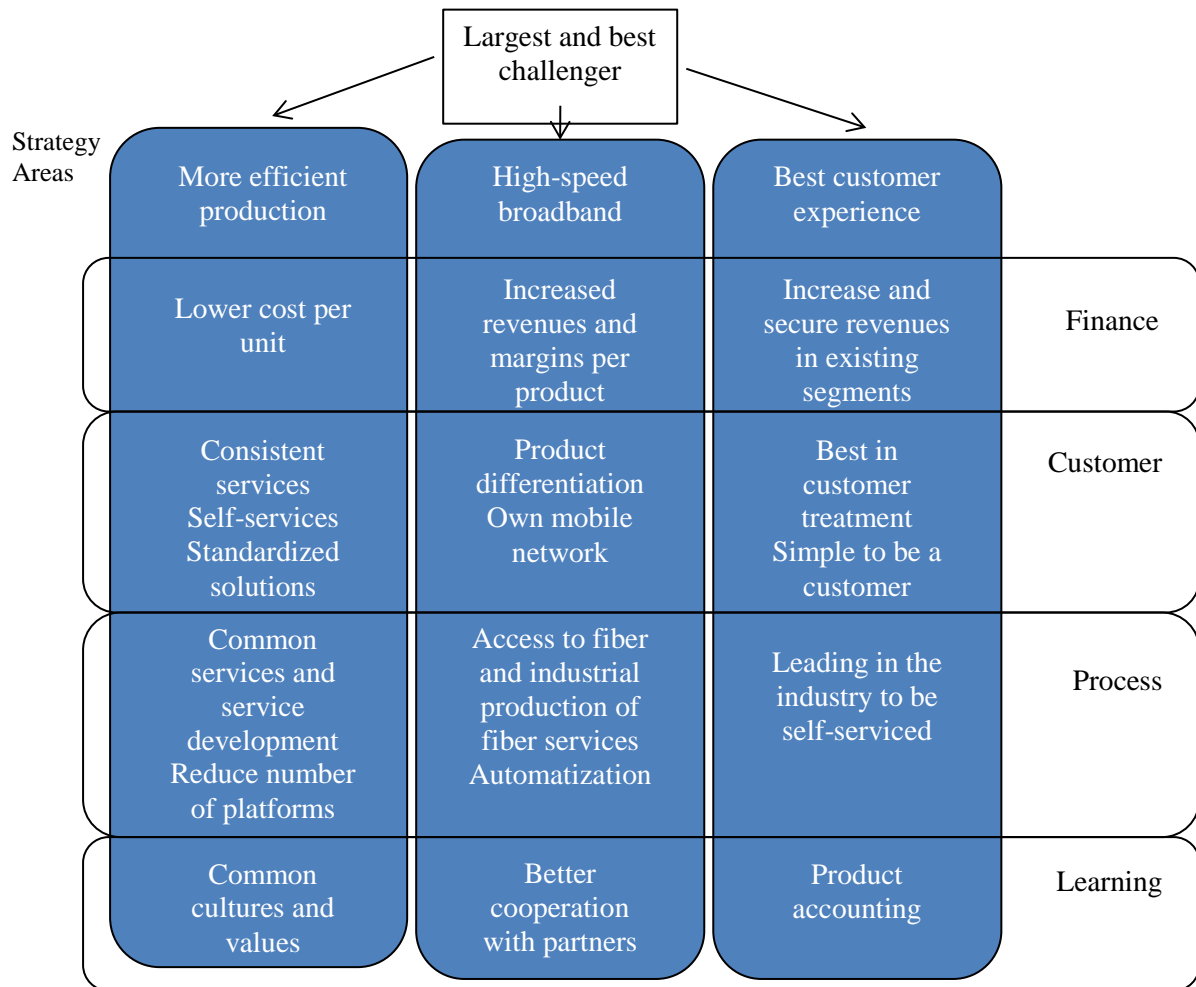 Largest and best
challenger
Strategy
Areas
More efficient
production
High-speed
broadband
Best customer
experience
Lower cost per
unit
Increased
revenues and
margins per
product
Increase and
secure revenues
in existing
segments
Finance
Consistent
services
Self-services
Standardized
solutions
Product
differentiation
Own mobile
network
Best in
customer
treatment
Simple to be a
customer
Customer
Common
services and
service
development
Reduce number
of platforms
Access to fiber
and industrial
production of
fiber services
Automatization
Leading in the
industry to be
self-serviced
Process
Common
cultures and
values
Better
cooperation
with partners
Product
accounting
Learning